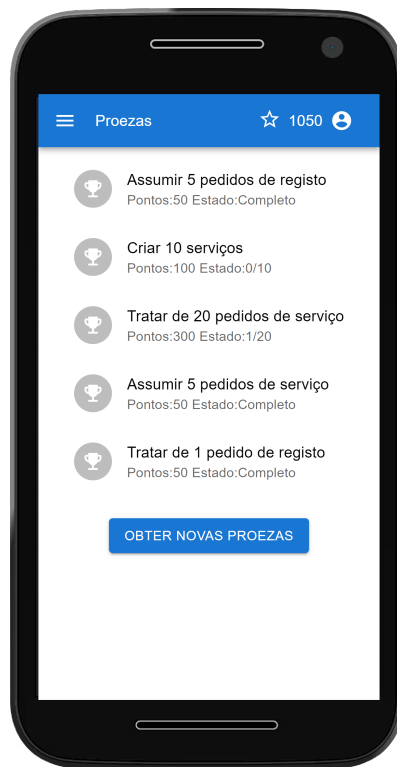 Proezas 1050
Assumir 5 pedidos de registo
Pontos:50 Estado:Completo
Criar 10 serviços
Pontos:100 Estado:0/10
Tratar de 20 pedidos de serviço
Pontos:300 Estado:1/20
Assumir 5 pedidos de serviço
Pontos:50 Estado:Completo
Tratar de 1 pedido de registo
Pontos:50 Estado:Completo
OBTER NOVAS PROEZAS